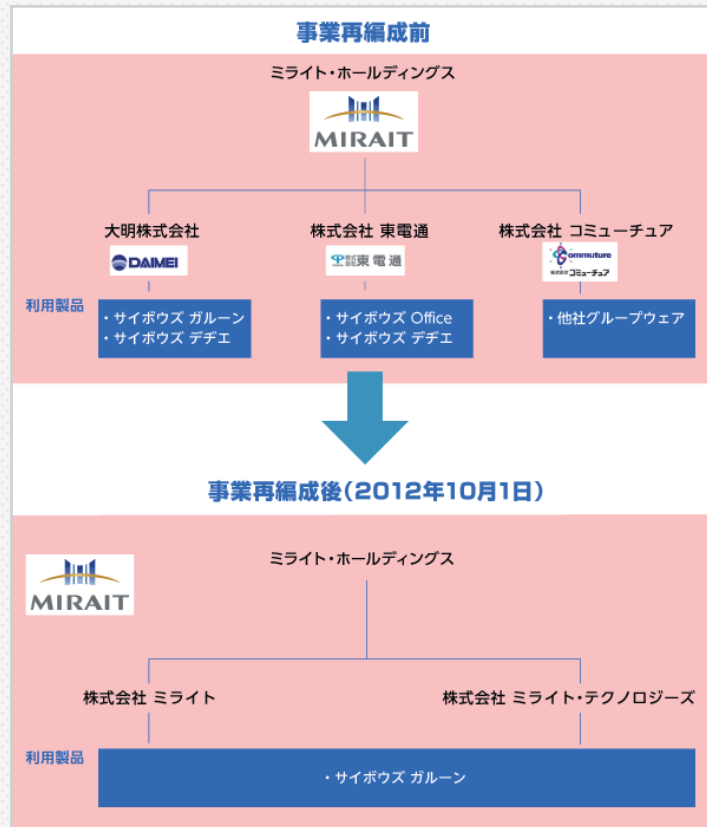 事業再編成前
ミライト・ホールディングス
MIRAIT
大明株式会社
株式会社 東電通
株式会社 コミューチュア
DAIMEI
株式会社 東電通
Commuture
株式会社 コミューチュア
利用製品
・サイボウズ ガルーン
・サイボウズ デヂエ
・サイボウズ Office
・サイボウズ デヂエ
・他社グループウェア
事業再編成後(2012年10月1日)
MIRAIT
ミライト・ホールディングス
株式会社 ミライト
株式会社 ミライト・テクノロジーズ
利用製品
・サイボウズ ガルーン